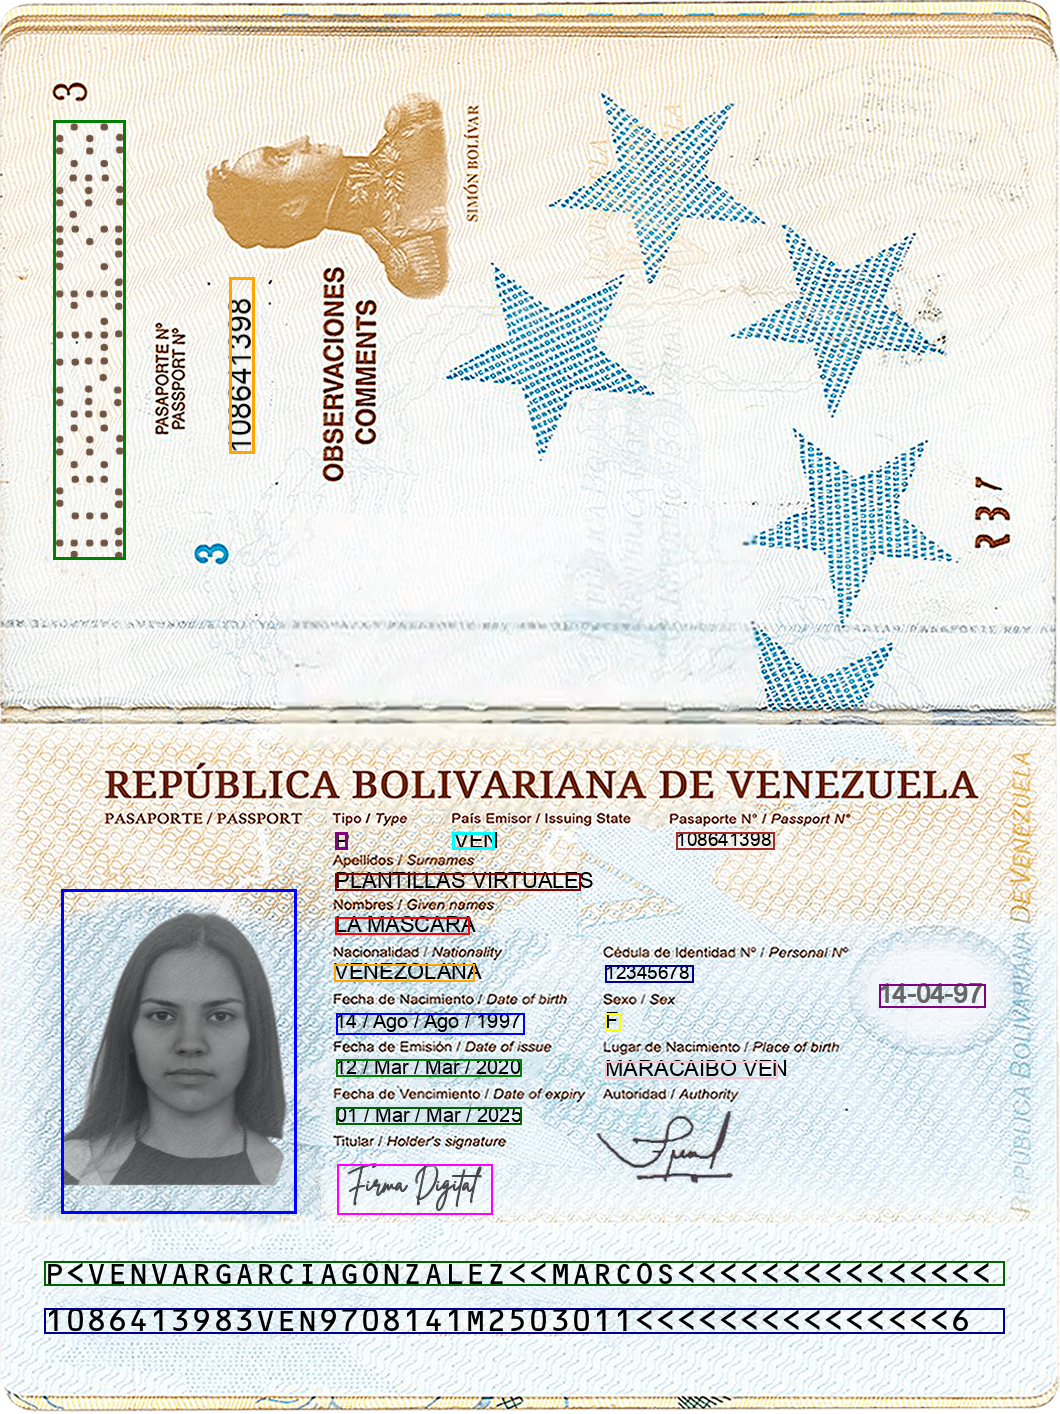 3
SIMÓN BOLÍVAR
PASAPORTE Nº
PASSPORT Nº
108641398
OBSERVACIONES
COMMENTS
3
REPÚBLICA BOLIVARIANA DE VENEZUELA
PASAPORTE / PASSPORT
Tipo / Type País Emisor / Issuing State Pasaporte N° / Passport N°
P VEN 108641398
Apellidos / Surnames
PLANTILLAS VIRTUALES
Nombres / Given names
LA MASCARA
Nacionalidad / Nationality Cédula de Identidad Nº / Personal Nº
VENEZOLANA 12345678
14-04-97
Fecha de Nacimiento / Date of birth Sexo / Sex
14 / Ago / Ago / 1997 F
Fecha de Emisión / Date of issue Lugar de Nacimiento / Place of birth
12 / Mar / Mar / 2020 MARACAIBO VEN
Fecha de Vencimiento / Date of expiry Autoridad / Authority
01 / Mar / Mar / 2025
Titular / Holder's signature
Firma Digital
P<VENVARGARCIAGONZALEZ<<MARCOS<<<<<<<<<<<<<<<
1086413983VEN9708141M2503011<<<<<<<<<<<<<<<6
REPÚBLICA BOLIVARIANA DE VENEZUELA